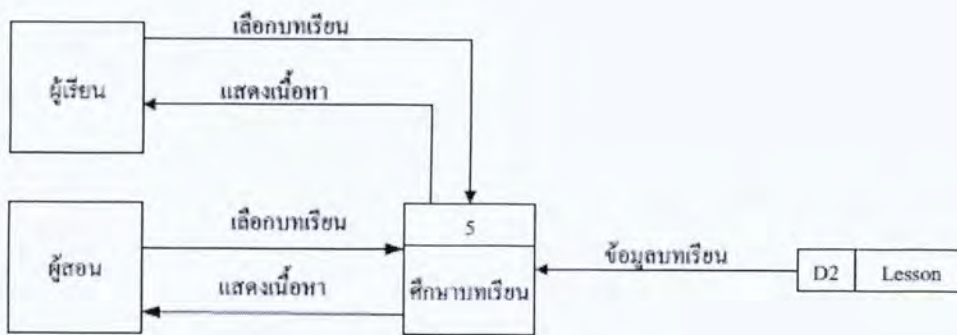 เลือกบทเรียน
ผู้เรียน
แสดงเนื้อหา
เลือกบทเรียน
5
ผู้สอน
ข้อมูลบทเรียน
D2
Lesson
แสดงเนื้อหา
ศึกษาบทเรียน